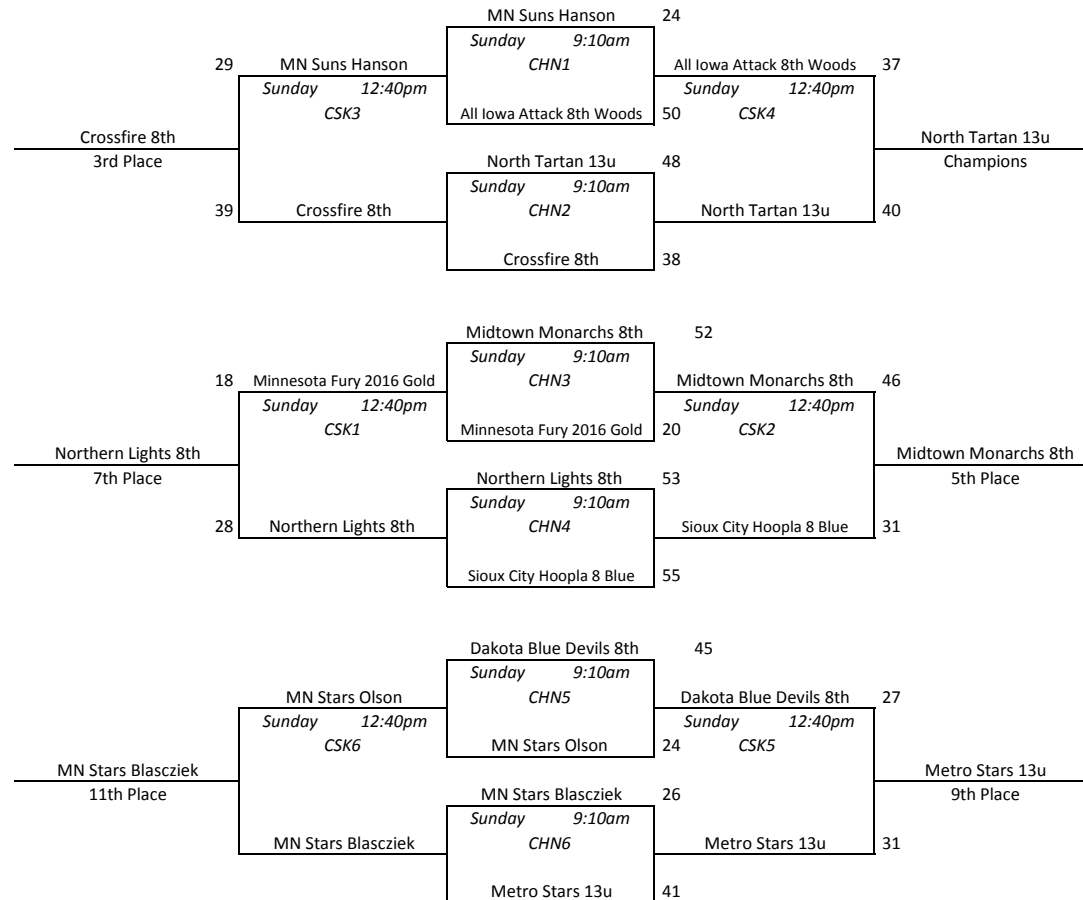 MN Suns Hanson 24
Sunday 9:10am
29 MN Suns Hanson CHN1 All Iowa Attack 8th Woods 37
Sunday 12:40pm Sunday 12:40pm
CSK3 All Iowa Attack 8th Woods 50 CSK4
Crossfire 8th North Tartan 13u
3rd Place North Tartan 13u 48 Champions
Sunday 9:10am
39 Crossfire 8th CHN2 North Tartan 13u 40
Crossfire 8th 38
Midtown Monarchs 8th 52
Sunday 9:10am
18 Minnesota Fury 2016 Gold CHN3 Midtown Monarchs 8th 46
Sunday 12:40pm Sunday 12:40pm
CSK1 Minnesota Fury 2016 Gold 20 CSK2
Northern Lights 8th Midtown Monarchs 8th
7th Place Northern Lights 8th 53 5th Place
Sunday 9:10am
28 Northern Lights 8th CHN4 Sioux City Hoopla 8 Blue 31
Sioux City Hoopla 8 Blue 55
Dakota Blue Devils 8th 45
Sunday 9:10am
MN Stars Olson CHN5 Dakota Blue Devils 8th 27
Sunday 12:40pm Sunday 12:40pm
CSK6 MN Stars Olson 24 CSK5
MN Stars Blascziek Metro Stars 13u
11th Place MN Stars Blascziek 26 9th Place
Sunday 9:10am
MN Stars Blascziek CHN6 Metro Stars 13u 31
Metro Stars 13u 41